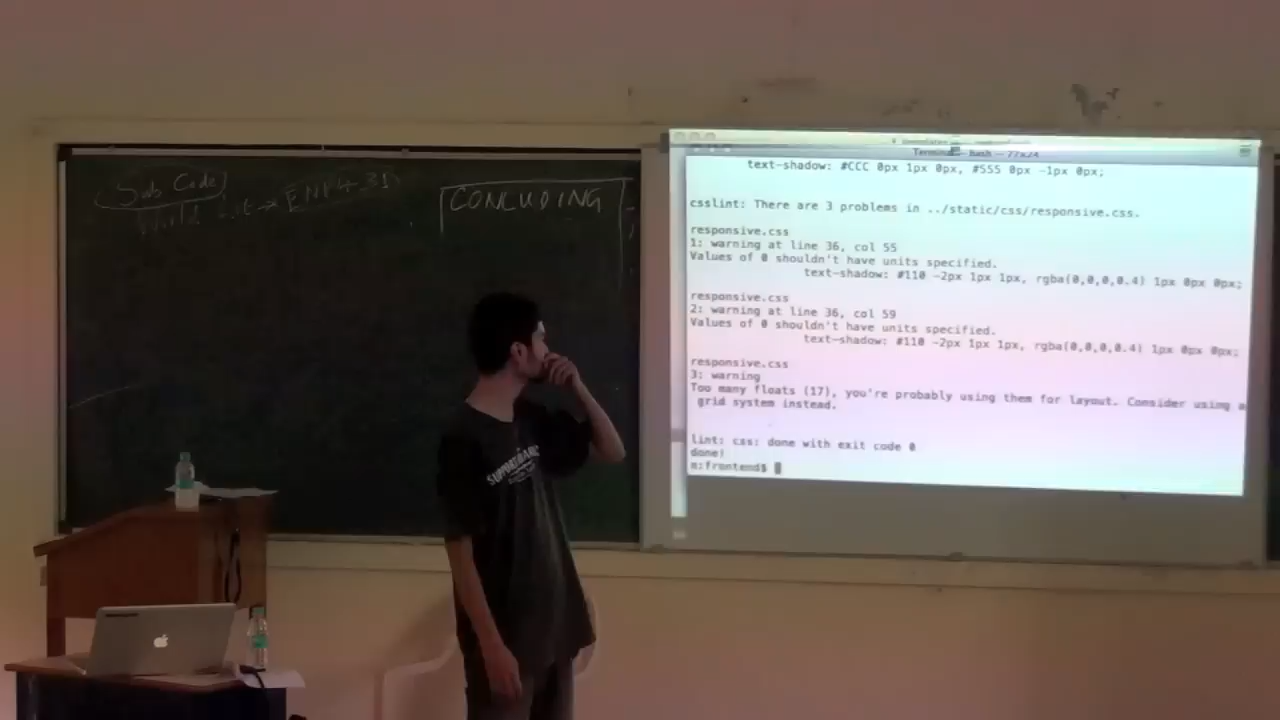 (Sub Code)
CONCLUDING
Terminal — bash — 77x24
text-shadow: #CCC 0px 1px 0px, #555 0px -1px 0px;
csslint: There are 3 problems in ../static/css/responsive.css.
responsive.css
1: warning at line 36, col 55
Values of 0 shouldn't have units specified.
text-shadow: #110 -2px 1px 1px, rgba(0,0,0,0.4) 1px 0px 0px;
responsive.css
2: warning at line 36, col 59
Values of 0 shouldn't have units specified.
text-shadow: #110 -2px 1px 1px, rgba(0,0,0,0.4) 1px 0px 0px;
responsive.css
3: warning
Too many floats (17), you're probably using them for layout. Consider using a
grid system instead.
lint: css: done with exit code 0
done!
m:frontend$